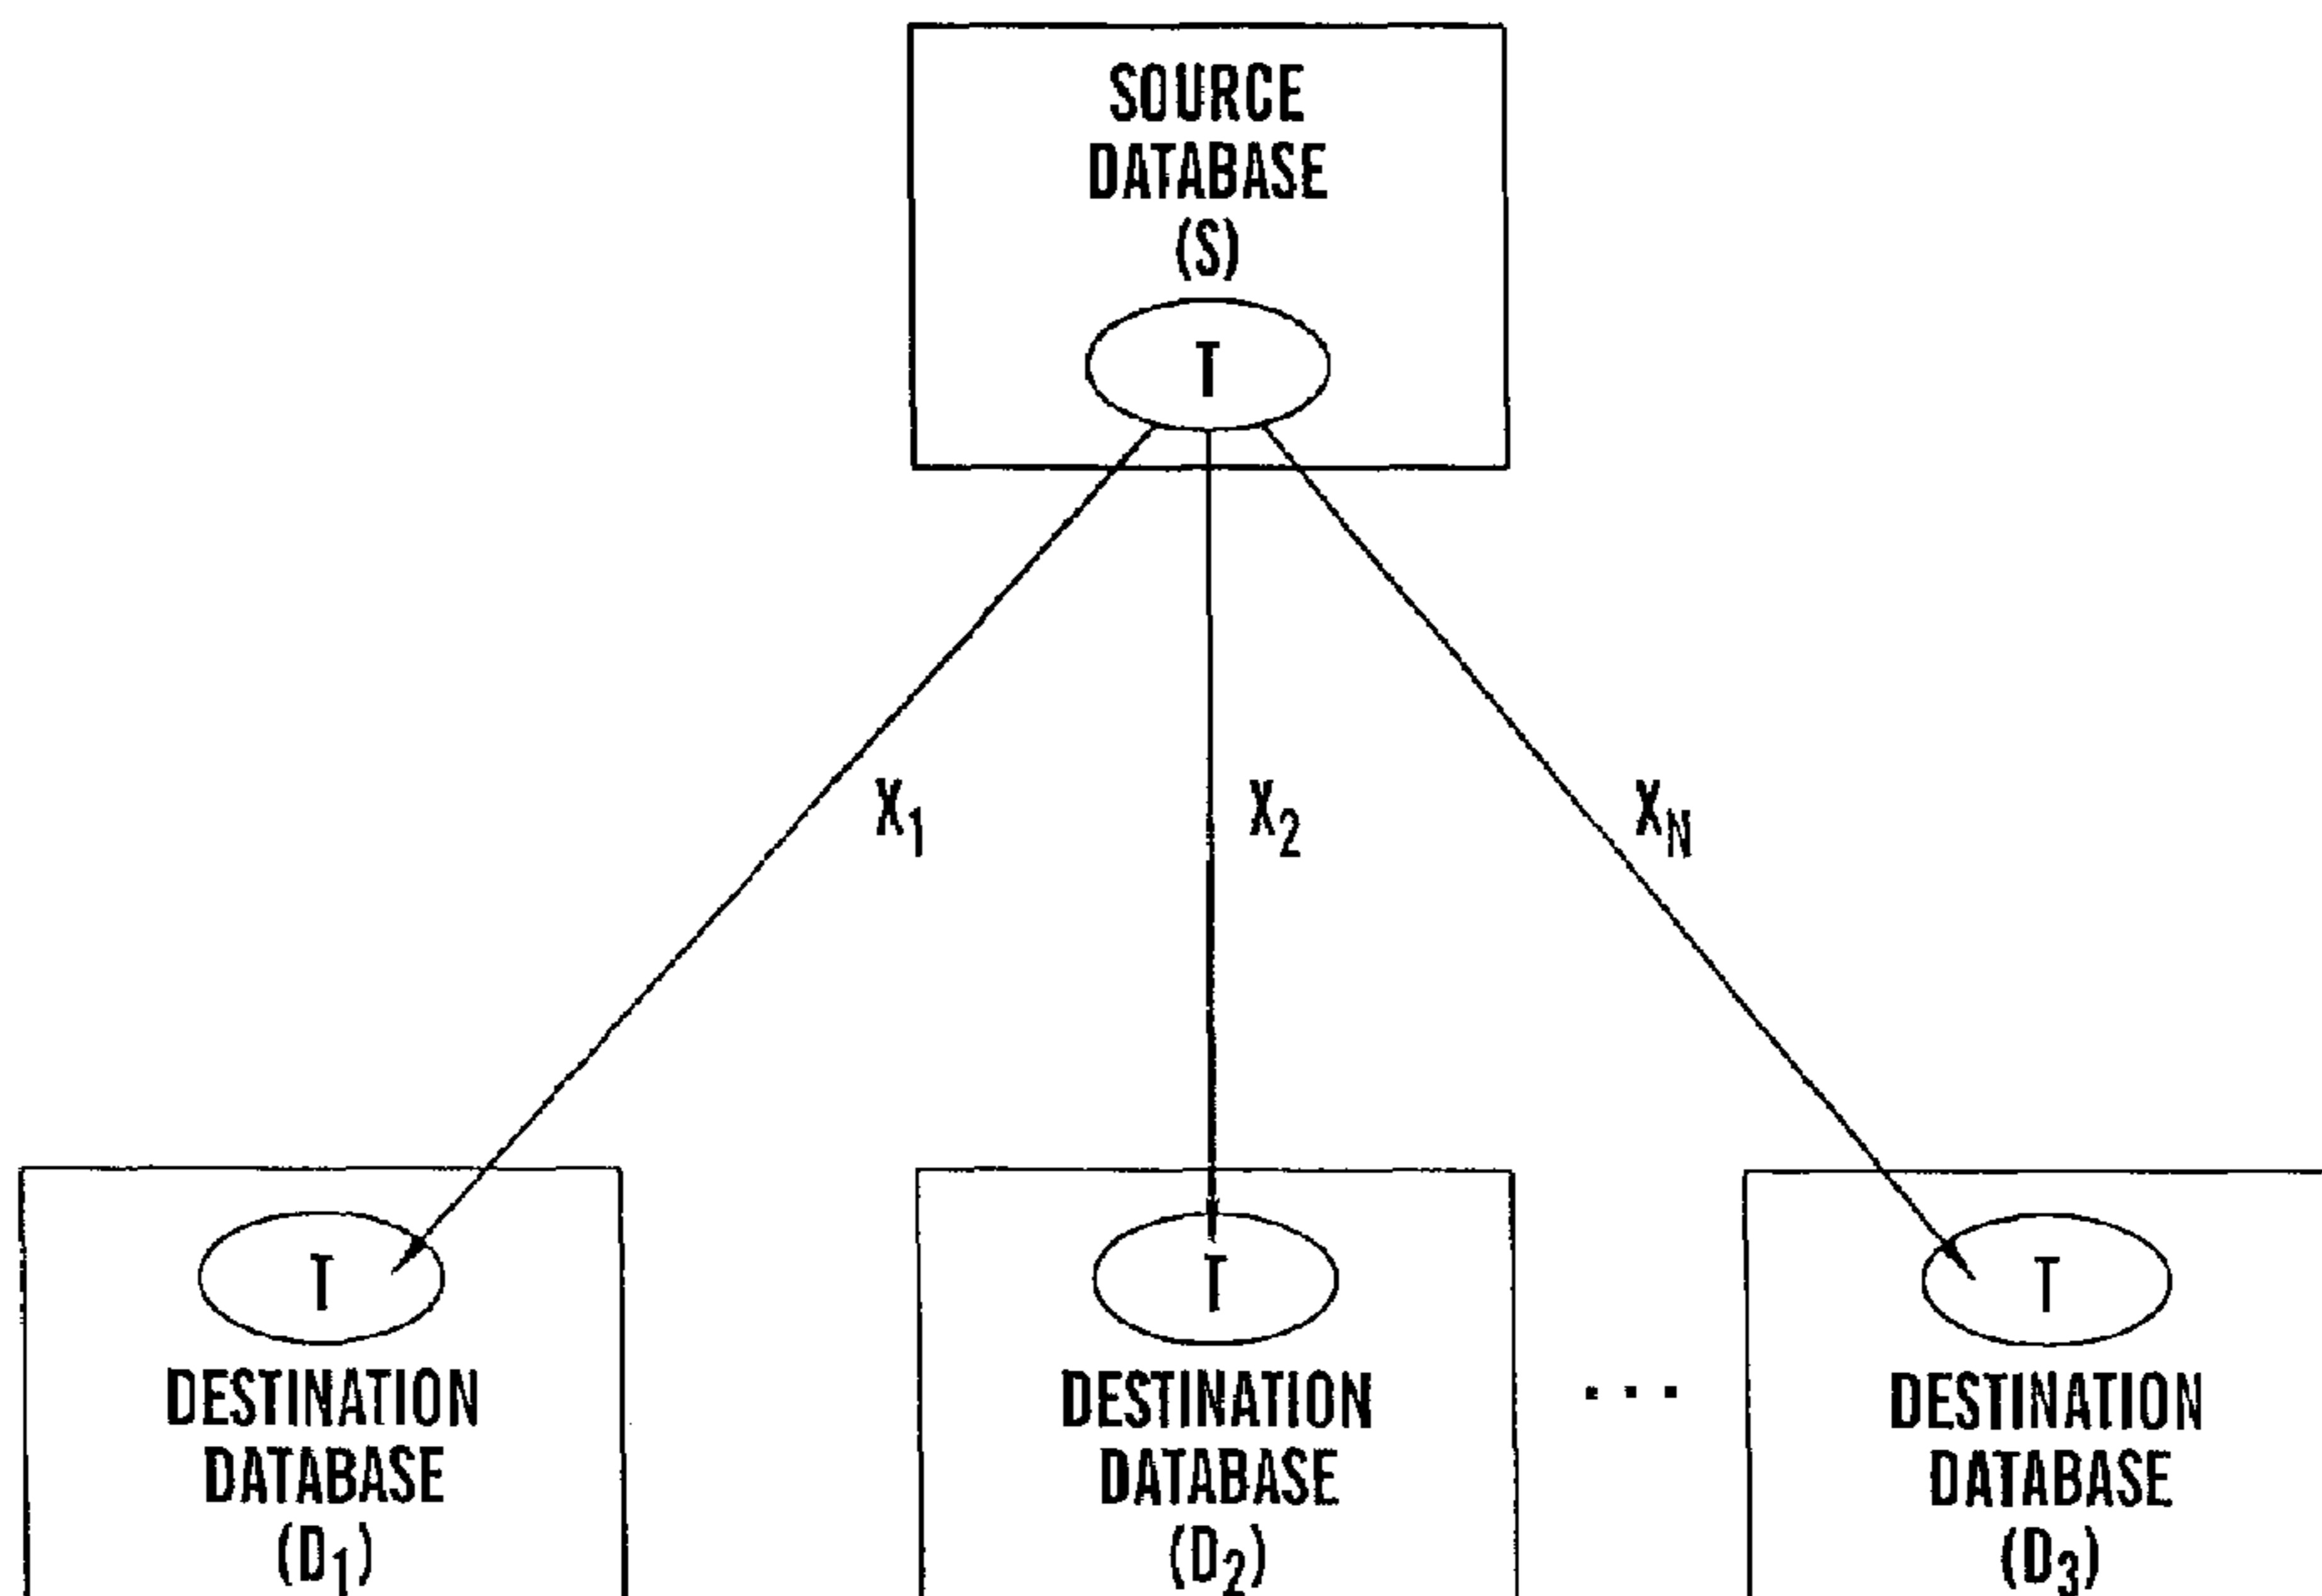 SOURCE
DATABASE
(S)
T
X1
X2
XN
T
DESTINATION
DATABASE
(D1)
T
DESTINATION
DATABASE
(D2)
...
T
DESTINATION
DATABASE
(D3)